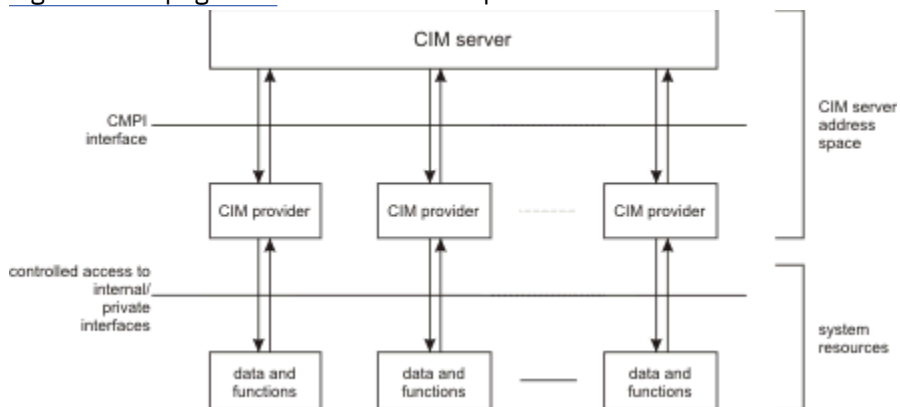 CIM server
CMPI
interface
CIM server
address
space
CIM provider
CIM provider
CIM provider
controlled access to
internal/
private
interfaces
system
resources
data and
functions
data and
functions
data and
functions